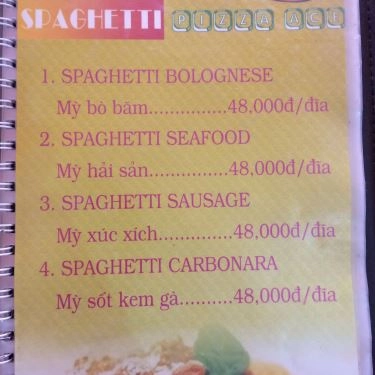 SPAGHETTI PIZZA ACE
1. SPAGHETTI BOLOGNESE
Mỳ bò băm...............48,000đ/đĩa
2. SPAGHETTI SEAFOOD
Mỳ hải sản...............48,000đ/đĩa
3. SPAGHETTI SAUSAGE
Mỳ xúc xích.............48,000đ/đĩa
4. SPAGHETTI CARBONARA
Mỳ sốt kem gà..........48,000đ/đĩa